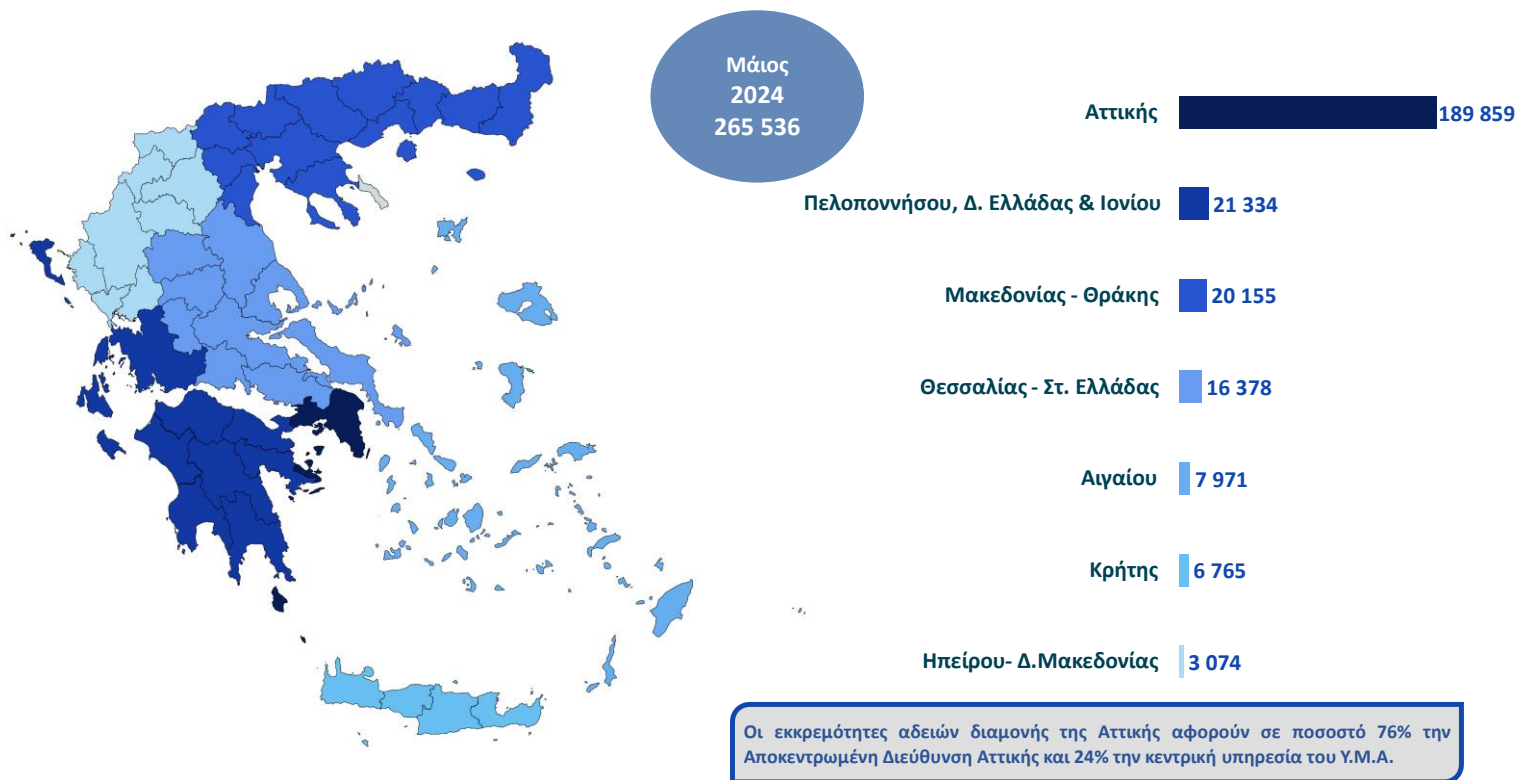 Μάιος
2024
265 536
Αττικής 189 859
Πελοποννήσου, Δ. Ελλάδας & Ιονίου 21 334
Μακεδονίας - Θράκης 20 155
Θεσσαλίας - Στ. Ελλάδας 16 378
Αιγαίου 7 971
Κρήτης 6 765
Ηπείρου- Δ.Μακεδονίας 3 074
Οι εκκρεμότητες αδειών διαμονής της Αττικής αφορούν σε ποσοστό 76% την
Αποκεντρωμένη Διεύθυνση Αττικής και 24% την κεντρική υπηρεσία του Υ.Μ.Α.